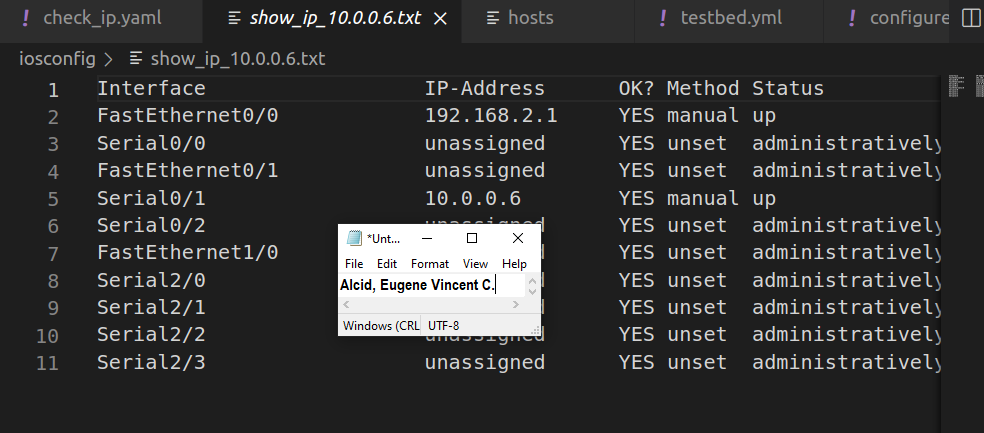 check_ip.yaml show_ip_10.0.0.6.txt hosts testbed.yml configure
iosconfig > show_ip_10.0.0.6.txt
1 Interface IP-Address OK? Method Status
2 FastEthernet0/0 192.168.2.1 YES manual up
3 Serial0/0 unassigned YES unset administratively
4 FastEthernet0/1 unassigned YES unset administratively
5 Serial0/1 10.0.0.6 YES manual up
6 Serial0/2 unassigned YES unset administratively
7 FastEthernet1/0 YES unset administratively
8 Serial2/0 YES unset administratively
9 Serial2/1 YES unset administratively
10 Serial2/2 unassigned YES unset administratively
11 Serial2/3 unassigned YES unset administratively
*Unt...
File Edit Format View Help
Alcid, Eugene Vincent C.
Windows (CRL UTF-8